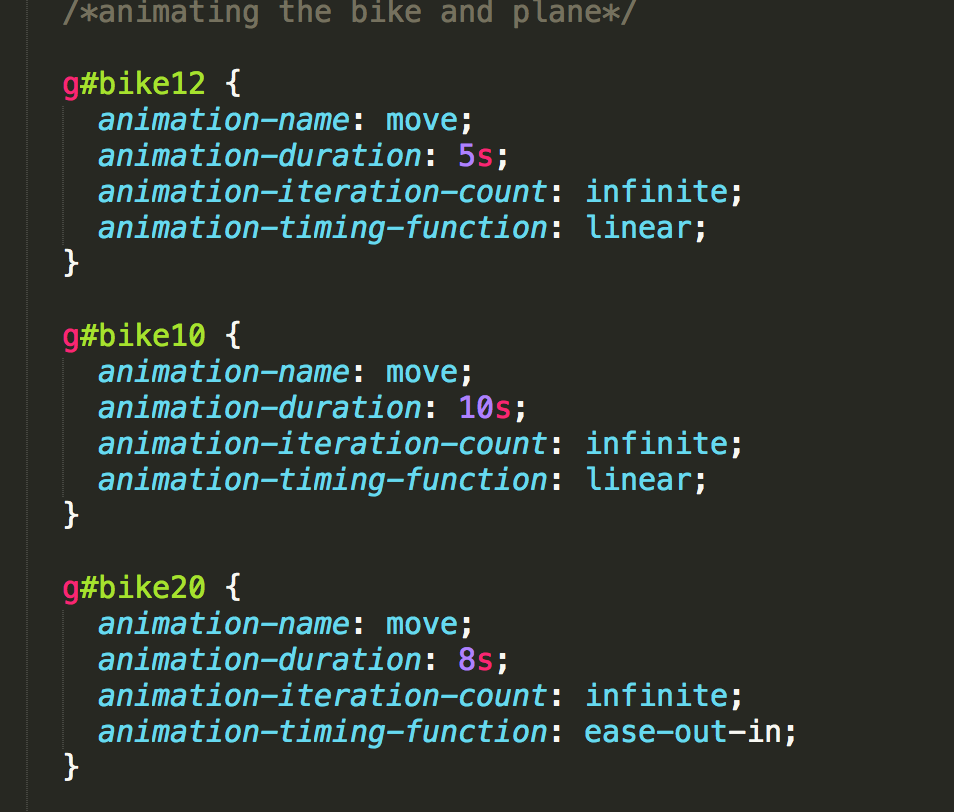 /*animating the bike and plane*/
g#bike12 {
animation-name: move;
animation-duration: 5s;
animation-iteration-count: infinite;
animation-timing-function: linear;
}
g#bike10 {
animation-name: move;
animation-duration: 10s;
animation-iteration-count: infinite;
animation-timing-function: linear;
}
g#bike20 {
animation-name: move;
animation-duration: 8s;
animation-iteration-count: infinite;
animation-timing-function: ease-out-in;
}